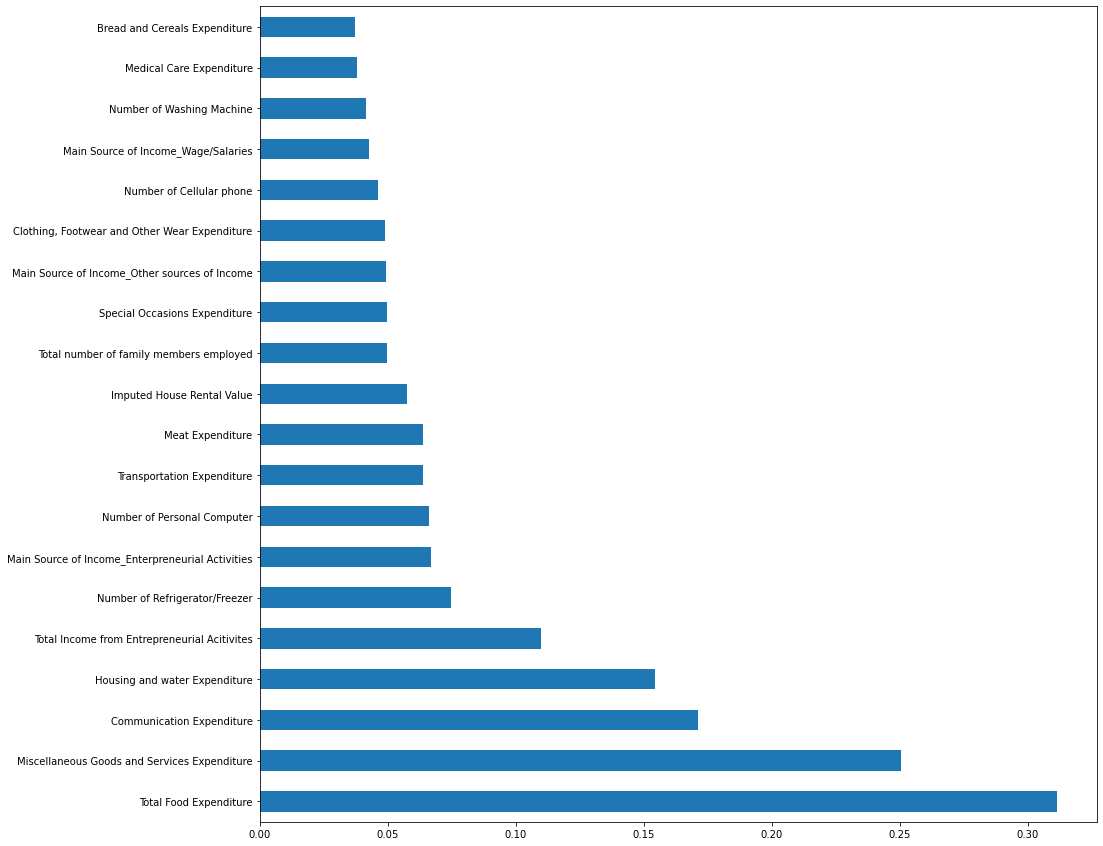 Bread and Cereals Expenditure
Medical Care Expenditure
Number of Washing Machine
Main Source of Income_Wage/Salaries
Number of Cellular phone
Clothing, Footwear and Other Wear Expenditure
Main Source of Income_Other sources of Income
Special Occasions Expenditure
Total number of family members employed
Imputed House Rental Value
Meat Expenditure
Transportation Expenditure
Number of Personal Computer
Main Source of Income_Enterpreneurial Activities
Number of Refrigerator/Freezer
Total Income from Entrepreneurial Acitivites
Housing and water Expenditure
Communication Expenditure
Miscellaneous Goods and Services Expenditure
Total Food Expenditure
0.00 0.05 0.10 0.15 0.20 0.25 0.30